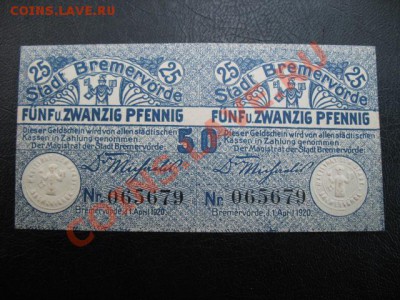 COINS.LAVE.RU
25 Stadt Bremervörde 25
FÜNFu.ZWANZIG PFENNIG
Dieser Geldschein wird von allen städtischen
Kassen in Zahlung genommen.
Der Magistrat der Stadt Bremervörde.
Nr. 065679
Bremervörde, 1. April 1920.
50
25 Stadt Bremervörde 25
FÜNFu.ZWANZIG PFENNIG
Dieser Geldschein wird von allen städtischen
Kassen in Zahlung genommen.
Der Magistrat der Stadt Bremervörde.
Nr. 065679
Bremervörde, 1. April 1920.
COINS.LAVE.RU